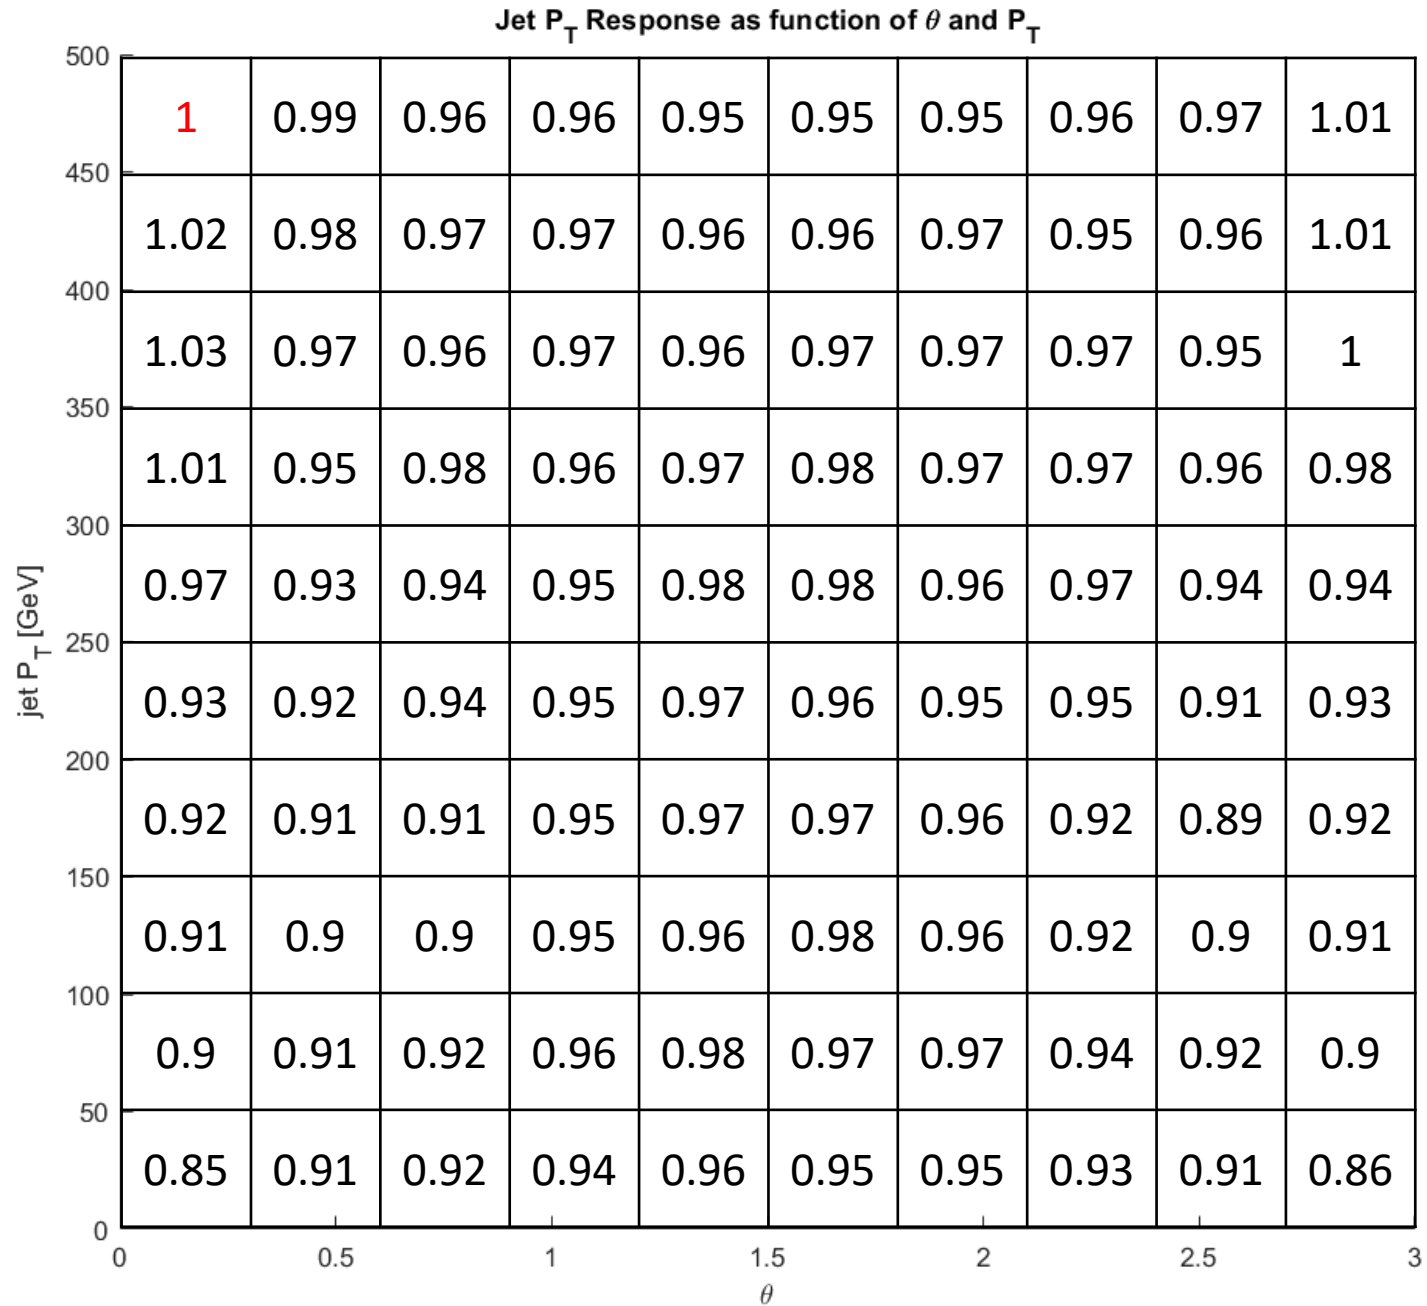 Jet P_T Response as function of θ and P_T
500
1 0.99 0.96 0.96 0.95 0.95 0.95 0.96 0.97 1.01
450
1.02 0.98 0.97 0.97 0.96 0.96 0.97 0.95 0.96 1.01
400
1.03 0.97 0.96 0.97 0.96 0.97 0.97 0.97 0.95 1
350
1.01 0.95 0.98 0.96 0.97 0.98 0.97 0.97 0.96 0.98
300
0.97 0.93 0.94 0.95 0.98 0.98 0.96 0.97 0.94 0.94
jet P_T [GeV]
250
0.93 0.92 0.94 0.95 0.97 0.96 0.95 0.95 0.91 0.93
200
0.92 0.91 0.91 0.95 0.97 0.97 0.96 0.92 0.89 0.92
150
0.91 0.9 0.9 0.95 0.96 0.98 0.96 0.92 0.9 0.91
100
0.9 0.91 0.92 0.96 0.98 0.97 0.97 0.94 0.92 0.9
50
0.85 0.91 0.92 0.94 0.96 0.95 0.95 0.93 0.91 0.86
0
0 0.5 1 1.5 2 2.5 3
θ